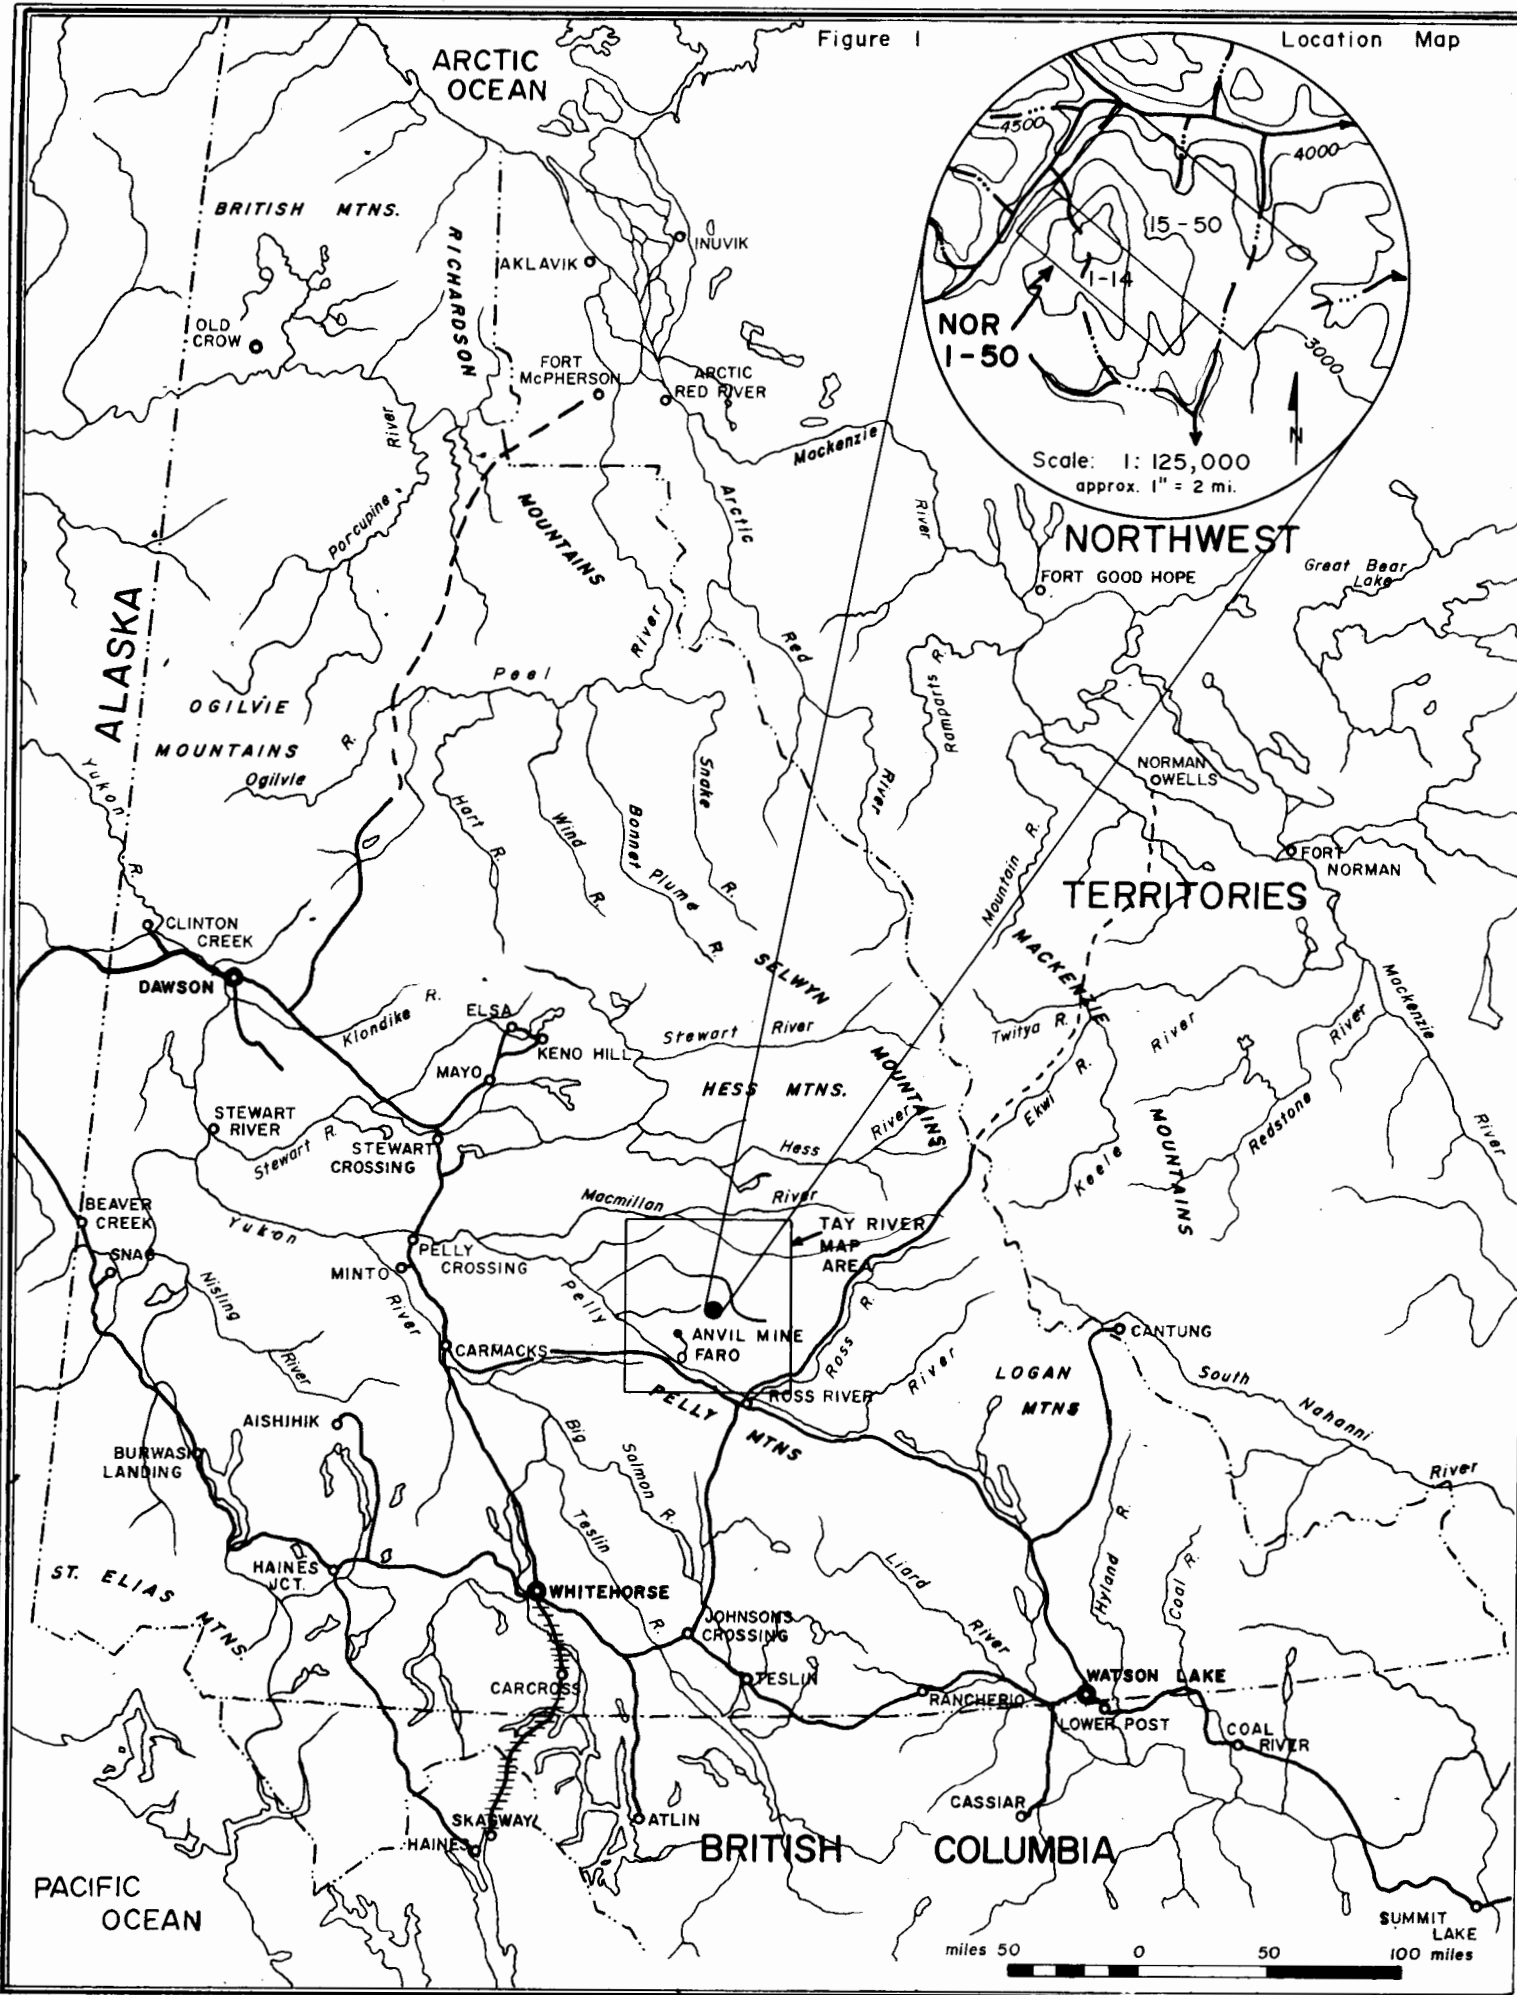 Figure 1
Location Map
ARCTIC
OCEAN
4500
4000
15-50
1-14
NOR
1-50
3000
N
Scale: 1: 125,000
approx. 1" = 2 mi.
BRITISH MTNS.
RICHARDSON
INUVIK
AKLAVIK
OLD
CROW
FORT
McPHERSON
ARCTIC
RED RIVER
River
Mackenzie
MOUNTAINS
Arctic
River
Porcupine
NORTHWEST
Great Bear
Lake
FORT GOOD HOPE
ALASKA
River
Red
Peel
Ramparts R.
OGILVIE
MOUNTAINS
R.
Ogilvie
Yukon
R.
Snake
R.
River
NORMAN
WELLS
Hart
R.
Wind
R.
Bonnet
Plume
R.
Mountain R.
FORT
NORMAN
TERRITORIES
CLINTON
CREEK
DAWSON
SELWYN
MACKENZIE
Klondike R.
ELSA
KENO HILL
Stewart River
Twitya R.
River
River
Mackenzie
MAYO
HESS MTNS.
MOUNTAINS
Ekwi R.
STEWART
RIVER
Stewart R.
STEWART
CROSSING
Hess River
Keele
MOUNTAINS
Redstone
River
BEAVER
CREEK
Macmillan River
TAY RIVER
MAP
AREA
Yukon
SNAG
PELLY
CROSSING
MINTO
Nisling
River
River
Pelly
ANVIL MINE
FARO
CARMACKS
Ross R.
River
CANTUNG
South
Nahanni
River
LOGAN
MTNS
ROSS RIVER
PELLY
MTNS
AISHIHIK
BURWASH
LANDING
Big
Salmon
R.
Teslin
R.
HAINES
JCT.
ST. ELIAS
MTNS.
WHITEHORSE
Liard
River
Hyland R.
Coal R.
JOHNSONS
CROSSING
CARCROSS
TESLIN
WATSON LAKE
RANCHERIO
LOWER POST
COAL
RIVER
CASSIAR
SKAGWAY
HAINES
ATLIN
BRITISH COLUMBIA
PACIFIC
OCEAN
SUMMIT
LAKE
miles 50 0 50 100 miles